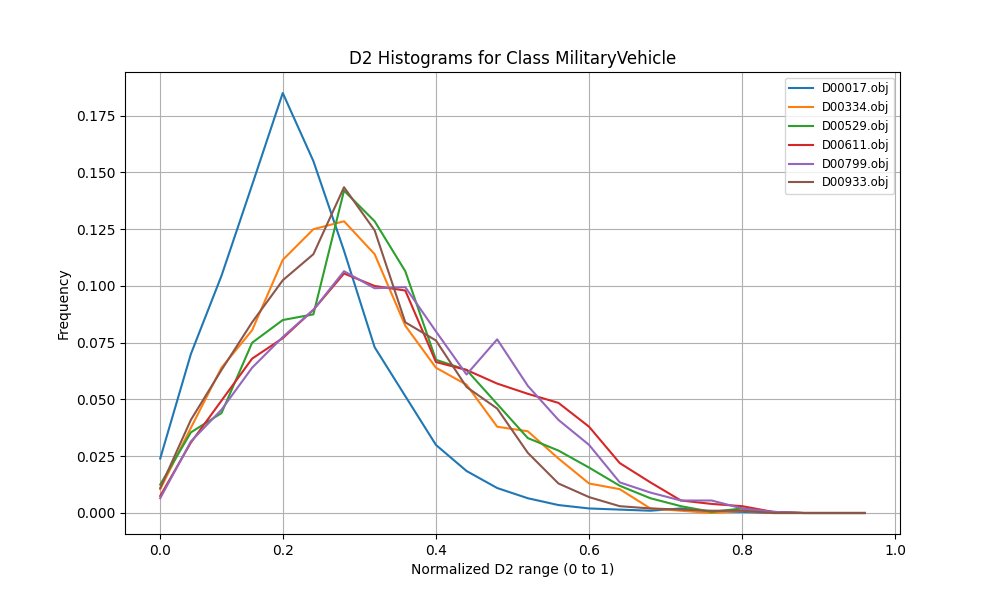 D2 Histograms for Class MilitaryVehicle
D00017.obj
D00334.obj
D00529.obj
D00611.obj
D00799.obj
D00933.obj
Frequency
0.175
0.150
0.125
0.100
0.075
0.050
0.025
0.000
0.0 0.2 0.4 0.6 0.8 1.0
Normalized D2 range (0 to 1)